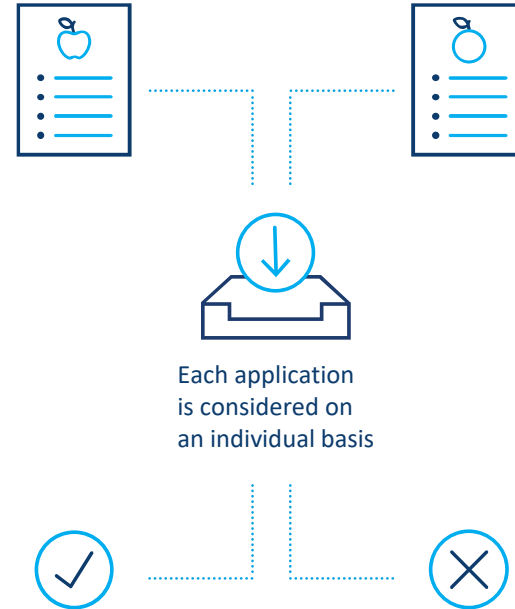 Each application
is considered on
an individual basis